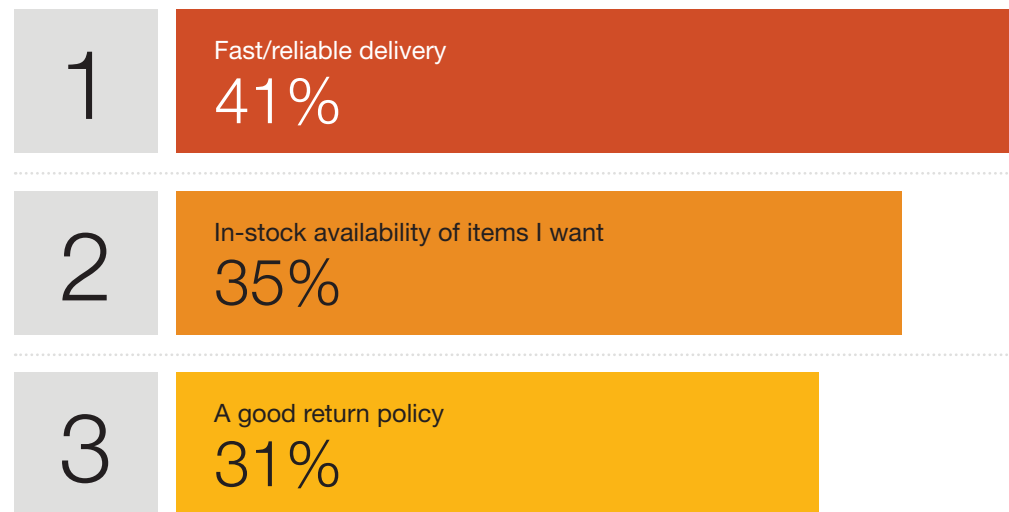 1
Fast/reliable delivery
41%
2
In-stock availability of items I want
35%
3
A good return policy
31%